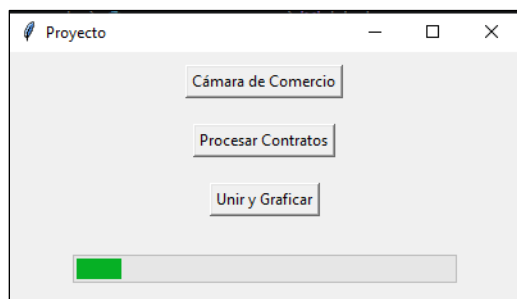 Proyecto
Cámara de Comercio
Procesar Contratos
Unir y Graficar